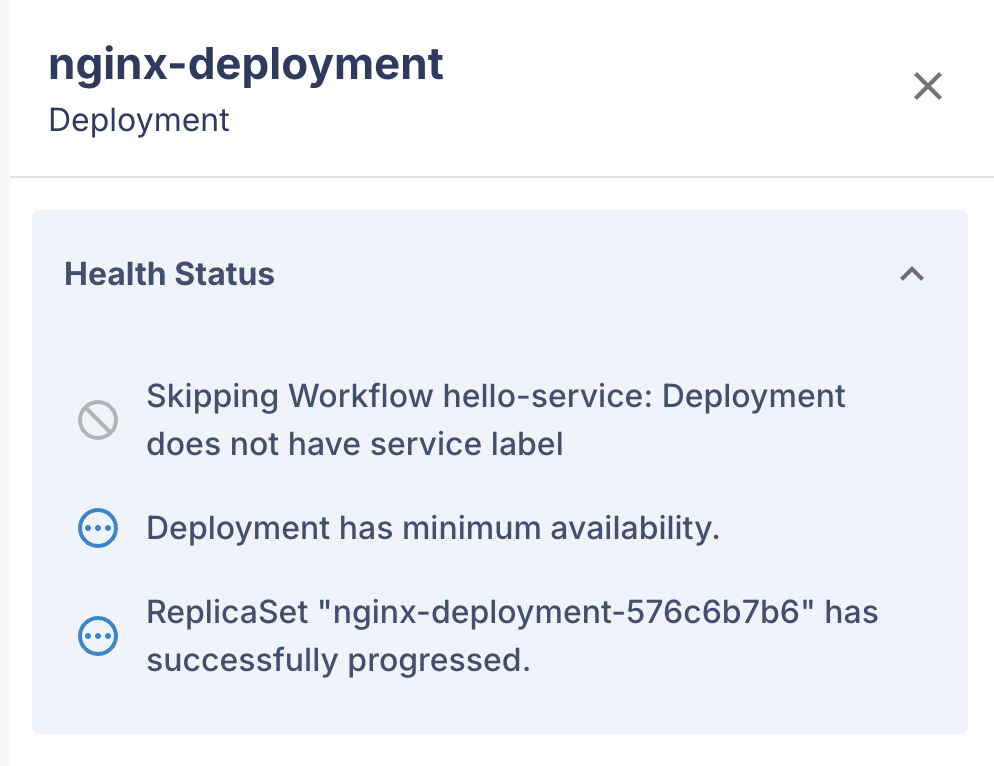 nginx-deployment
Deployment
Health Status
Skipping Workflow hello-service: Deployment
does not have service label
Deployment has minimum availability.
ReplicaSet "nginx-deployment-576c6b7b6" has
successfully progressed.